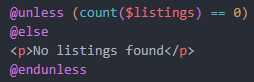 @unless (count($listings) == 0)
@else
<p>No listings found</p>
@endunless